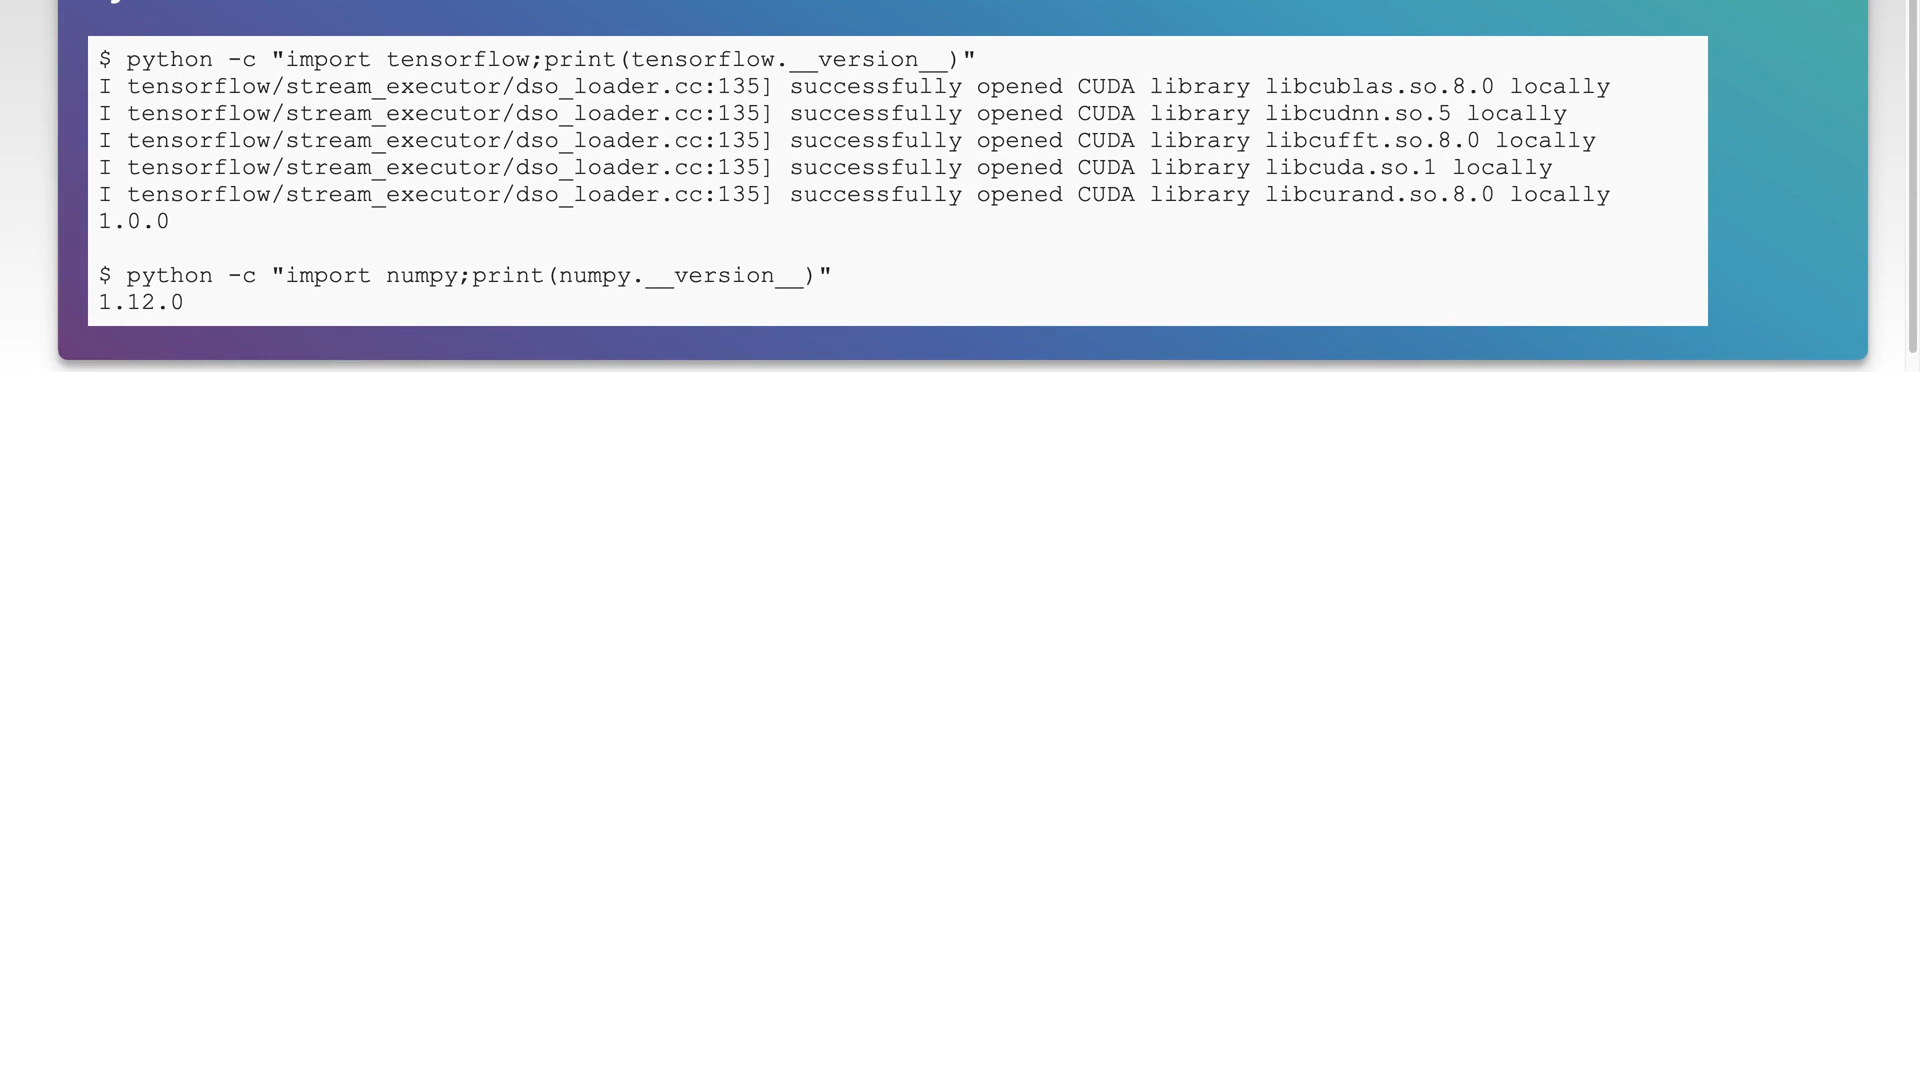 $ python -c "import tensorflow;print(tensorflow.__version__)"
I tensorflow/stream_executor/dso_loader.cc:135] successfully opened CUDA library libcublas.so.8.0 locally
I tensorflow/stream_executor/dso_loader.cc:135] successfully opened CUDA library libcudnn.so.5 locally
I tensorflow/stream_executor/dso_loader.cc:135] successfully opened CUDA library libcufft.so.8.0 locally
I tensorflow/stream_executor/dso_loader.cc:135] successfully opened CUDA library libcuda.so.1 locally
I tensorflow/stream_executor/dso_loader.cc:135] successfully opened CUDA library libcurand.so.8.0 locally
1.0.0
$ python -c "import numpy;print(numpy.__version__)"
1.12.0